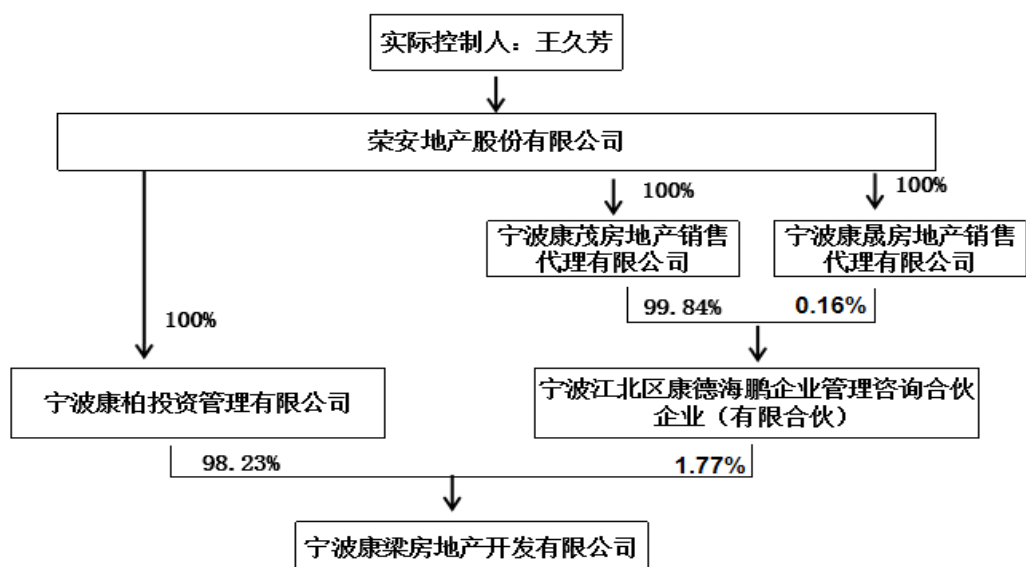 实际控制人：王久芳
荣安地产股份有限公司
100%
100%
宁波康茂房地产销售
代理有限公司
宁波康晟房地产销售
代理有限公司
99.84%
0.16%
100%
宁波康柏投资管理有限公司
宁波江北区康德海鹏企业管理咨询合伙
企业（有限合伙）
98.23%
1.77%
宁波康梁房地产开发有限公司